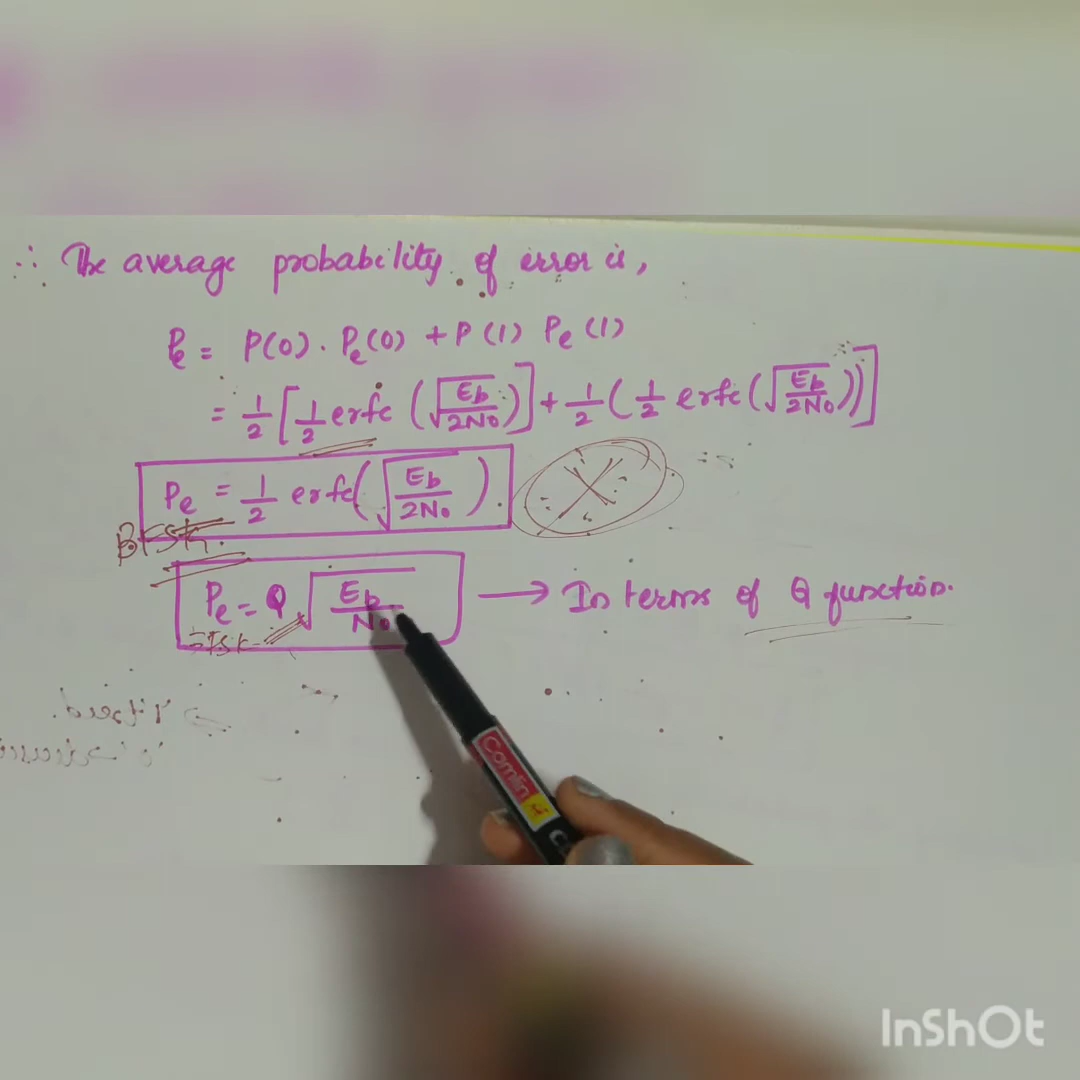 ∴ The average probability of error is,
Pe = P(0) . Pe(0) + P(1) Pe(1)
= 1/2 [1/2 erfc (√(Eb/2N0))] + 1/2 (1/2 erfc (√(Eb/2N0)))]
Pe = 1/2 erfc(√(Eb/2N0)).
BFSK.
Pe = Q √(Eb/N0) → In terms of Q function.
Camlin
InShOt